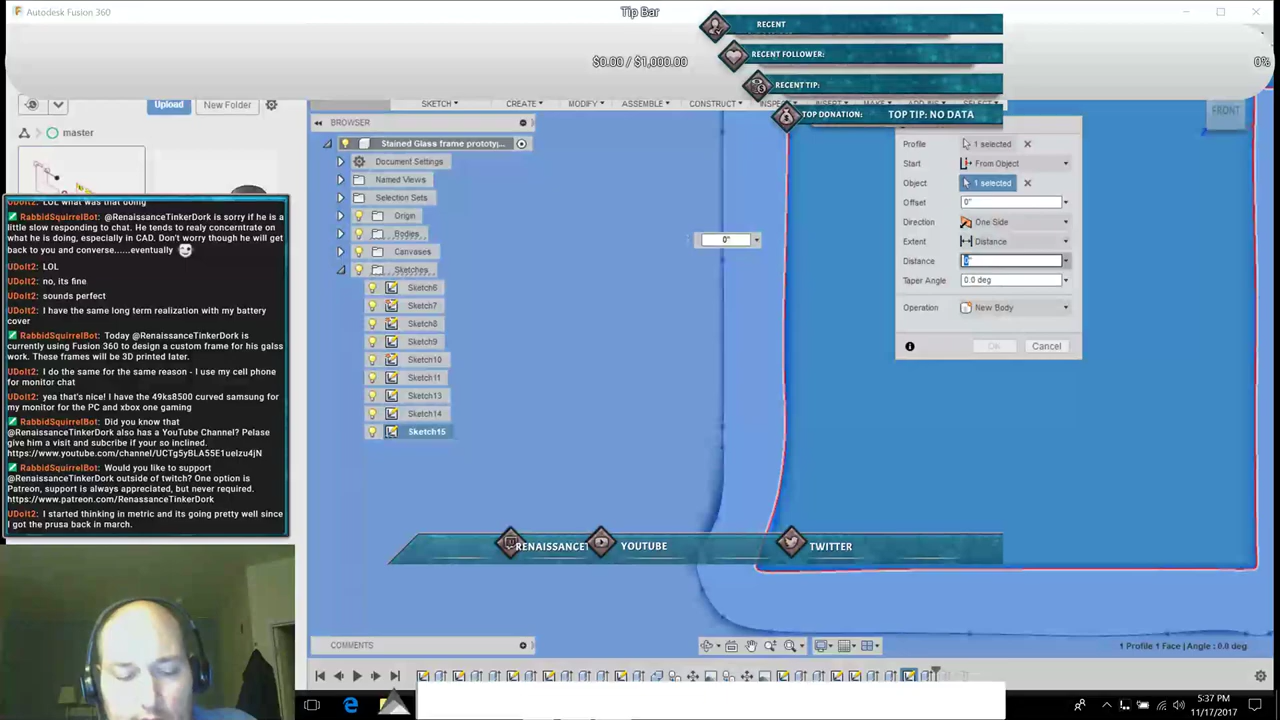 Autodesk Fusion 360
Tip Bar
RECENT
$0.00 / $1,000.00
RECENT FOLLOWER:
0%
RECENT TIP:
Upload
New Folder
SKETCH
CREATE
MODIFY
ASSEMBLE
CONSTRUCT
TOP DONATION:
TOP TIP: NO DATA
FRONT
BROWSER
master
Stained Glass frame prototyp...
Document Settings
Named Views
Selection Sets
Origin
Bodies
Canvases
Sketches
Sketch6
Sketch7
Sketch8
Sketch9
Sketch10
Sketch11
Sketch13
Sketch14
Sketch15
0"
Profile
1 selected
Start
From Object
Object
1 selected
Offset
0"
Direction
One Side
Extent
Distance
Distance
Taper Angle
0.0 deg
Operation
New Body
OK
Cancel
UDoIt2: LOL what was that doing
RabbidSquirrelBot: @RenaissanceTinkerDork is sorry if he is a
little slow responding to chat. He tends to realy concerntrate on
what he is doing, especially in CAD. Don't worry though he will get
back to you and converse......eventually
UDoIt2: LOL
UDoIt2: no, its fine
UDoIt2: sounds perfect
UDoIt2: I have the same long term realization with my battery
cover
RabbidSquirrelBot: Today @RenaissanceTinkerDork is
currently using Fusion 360 to design a custom frame for his galss
work. These frames will be 3D printed later.
UDoIt2: I do the same for the same reason - I use my cell phone
for monitor chat
UDoIt2: yea that's nice! I have the 49ks8500 curved samsung for
my monitor for the PC and xbox one gaming
RabbidSquirrelBot: Did you know that
@RenaissanceTinkerDork also has a YouTube Channel? Pelase
give him a visit and subcribe if your so inclined.
https://www.youtube.com/channel/UCTgSyBLA55E1ueIzu4jN
RabbidSquirrelBot: Would you like to support
@RenaissanceTinkerDork outside of twitch? One option is
Patreon, support is always appreciated, but never required.
https://www.patreon.com/RenassanceTinkerDork
UDoIt2: I started thinking in metric and its going pretty well since
I got the prusa back in march.
RENAISSANCET
YOUTUBE
TWITTER
COMMENTS
1 Profile 1 Face | Angle : 0.0 deg
5:37 PM
11/17/2017